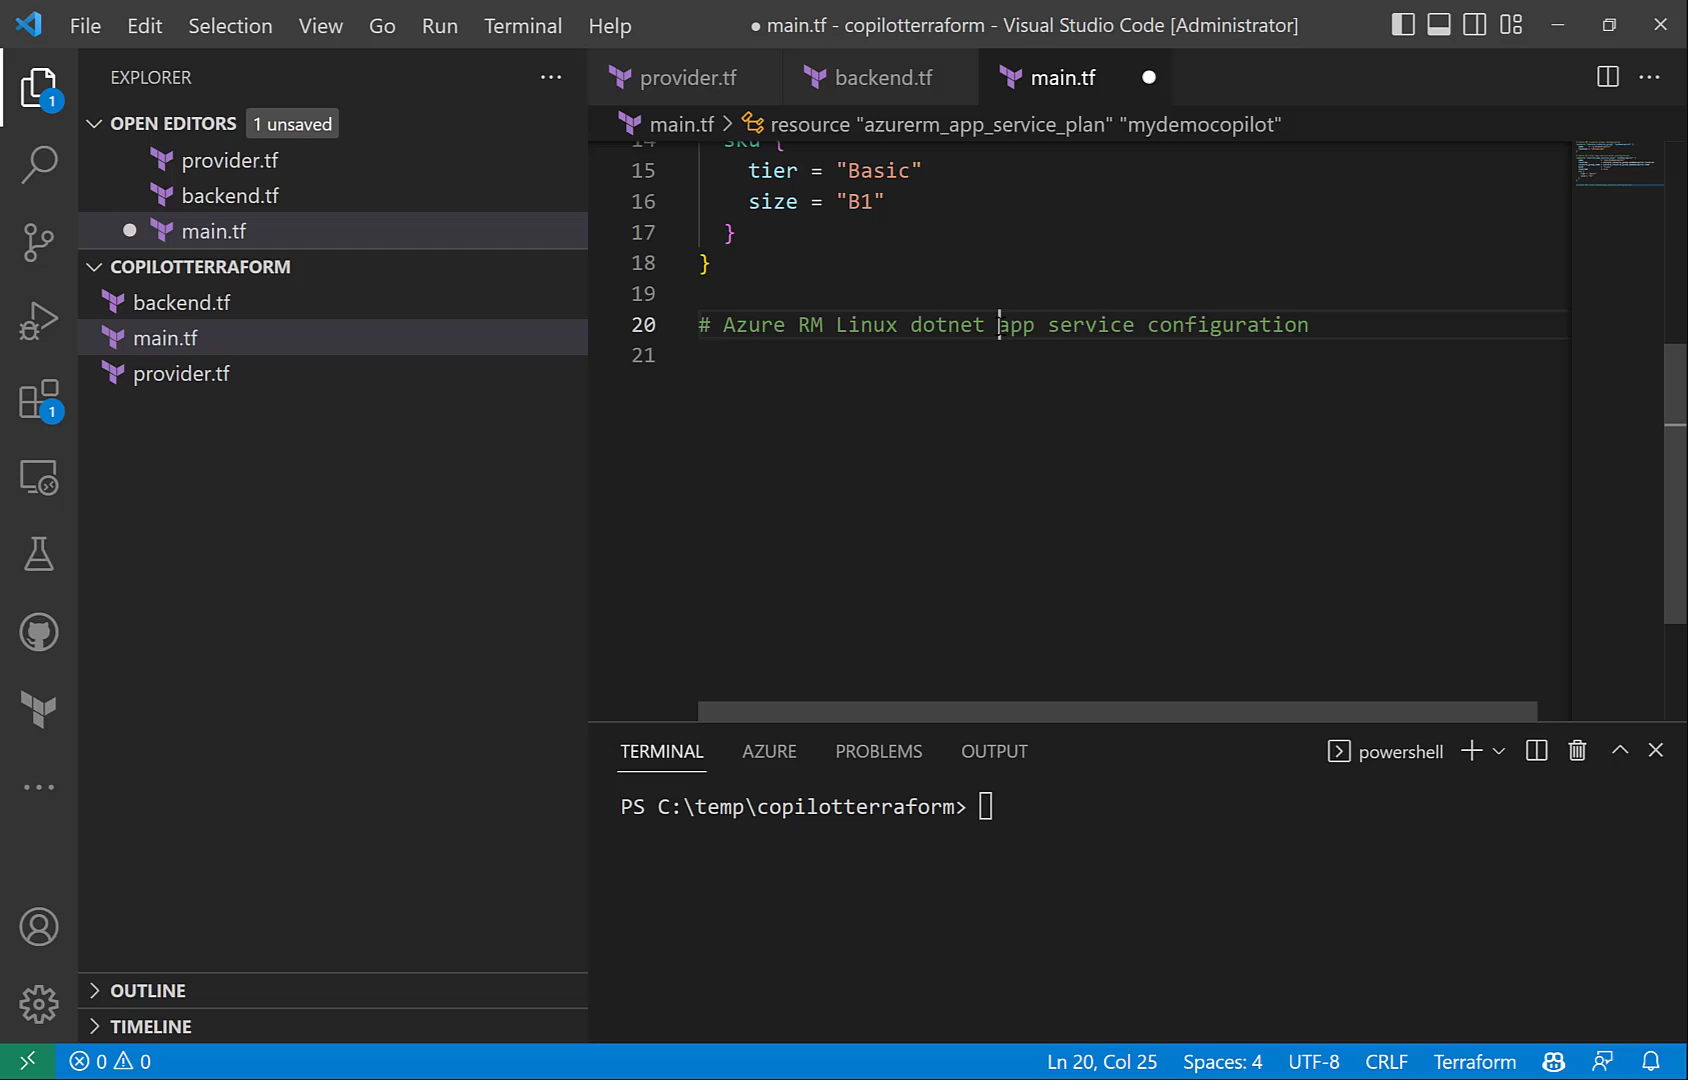 File Edit Selection View Go Run Terminal Help
● main.tf - copilotterraform - Visual Studio Code [Administrator]
EXPLORER
OPEN EDITORS 1 unsaved
provider.tf
backend.tf
main.tf
COPILOTTERRAFORM
backend.tf
main.tf
provider.tf
OUTLINE
TIMELINE
1
1
provider.tf backend.tf main.tf
main.tf > resource "azurerm_app_service_plan" "mydemocopilot"
14 sku {
15 tier = "Basic"
16 size = "B1"
17 }
18 }
19
20 # Azure RM Linux dotnet app service configuration
21
TERMINAL AZURE PROBLEMS OUTPUT
powershell
PS C:\temp\copilotterraform>
0 0
Ln 20, Col 25 Spaces: 4 UTF-8 CRLF Terraform